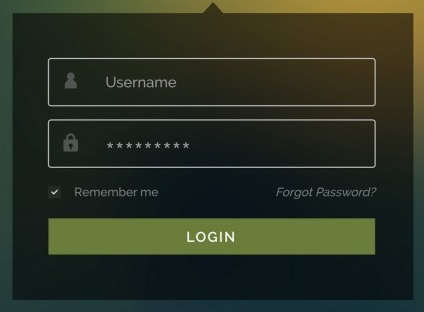 Username
*********
Remember me
Forgot Password?
LOGIN